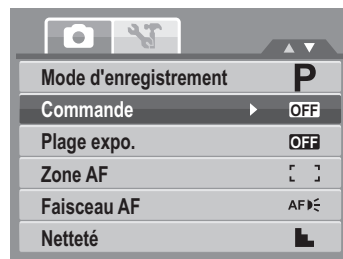 Mode d'enregistrement P
Commande OFF
Plage expo. OFF
Zone AF
Faisceau AF AF
Netteté